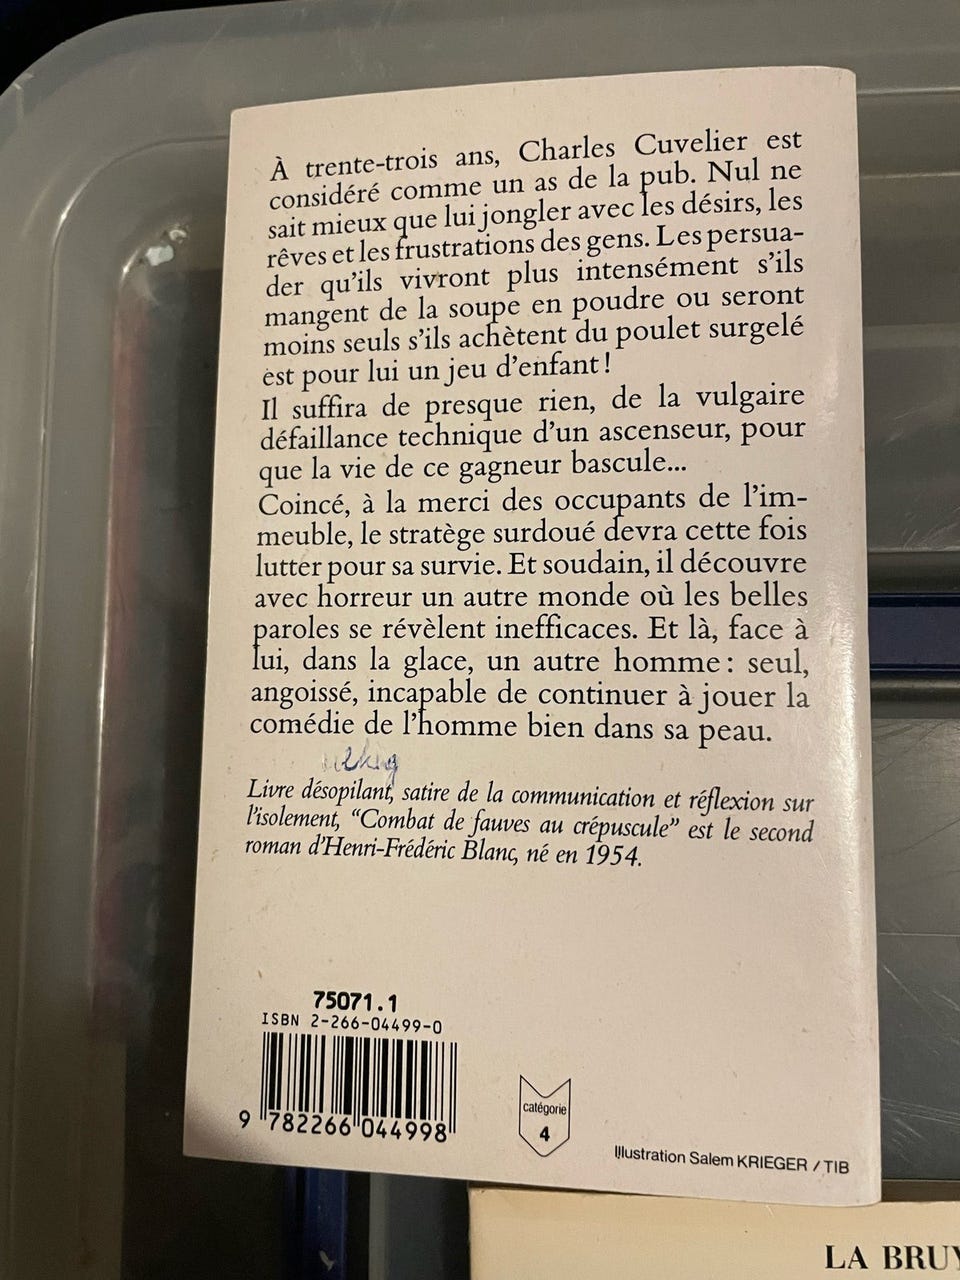 À trente-trois ans, Charles Cuvelier est
considéré comme un as de la pub. Nul ne
sait mieux que lui jongler avec les désirs, les
rêves et les frustrations des gens. Les persua-
der qu'ils vivront plus intensément s'ils
mangent de la soupe en poudre ou seront
moins seuls s'ils achètent du poulet surgelé
est pour lui un jeu d'enfant !
Il suffira de presque rien, de la vulgaire
défaillance technique d'un ascenseur, pour
que la vie de ce gagneur bascule...
Coincé, à la merci des occupants de l'im-
meuble, le stratège surdoué devra cette fois
lutter pour sa survie. Et soudain, il découvre
avec horreur un autre monde où les belles
paroles se révèlent inefficaces. Et là, face à
lui, dans la glace, un autre homme : seul,
angoissé, incapable de continuer à jouer la
comédie de l'homme bien dans sa peau.
Livre désopilant, satire de la communication et réflexion sur
l'isolement, "Combat de fauves au crépuscule" est le second
roman d'Henri-Frédéric Blanc, né en 1954.
75071.1
ISBN 2-266-04499-0
9 782266 044998
catégorie
4
Illustration Salem KRIEGER / TIB
LA BRUY